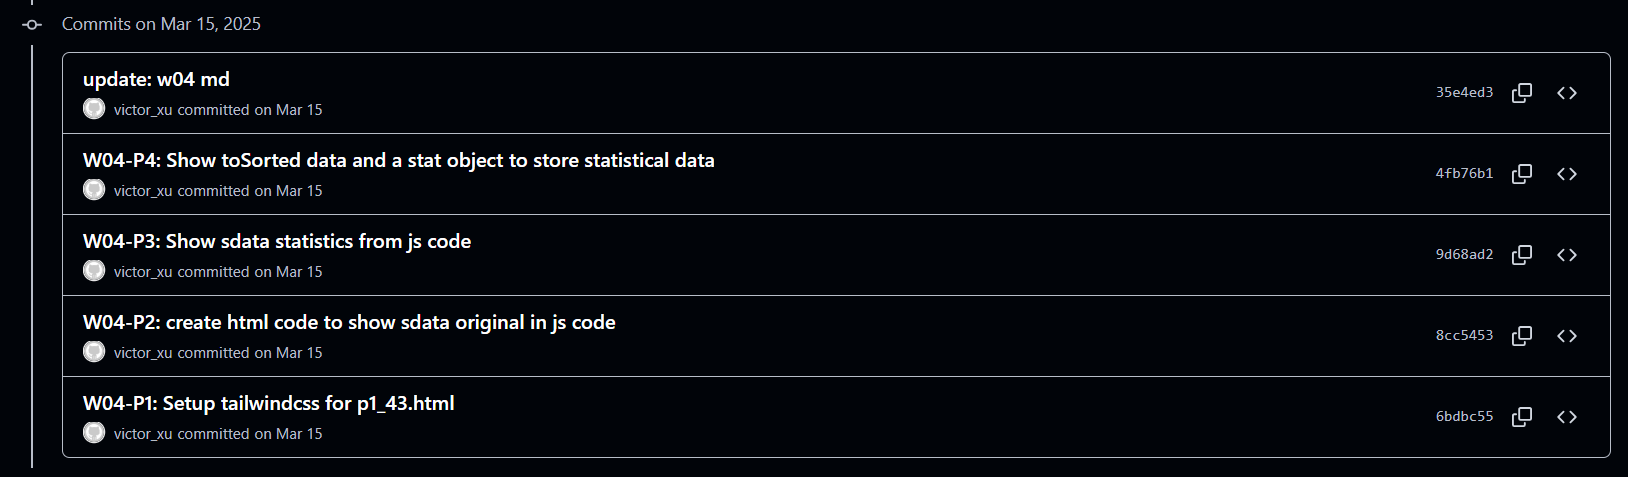 Commits on Mar 15, 2025
update: w04 md
victor_xu committed on Mar 15
35e4ed3
W04-P4: Show toSorted data and a stat object to store statistical data
victor_xu committed on Mar 15
4fb76b1
W04-P3: Show sdata statistics from js code
victor_xu committed on Mar 15
9d68ad2
W04-P2: create html code to show sdata original in js code
victor_xu committed on Mar 15
8cc5453
W04-P1: Setup tailwindcss for p1_43.html
victor_xu committed on Mar 15
6bdbc55